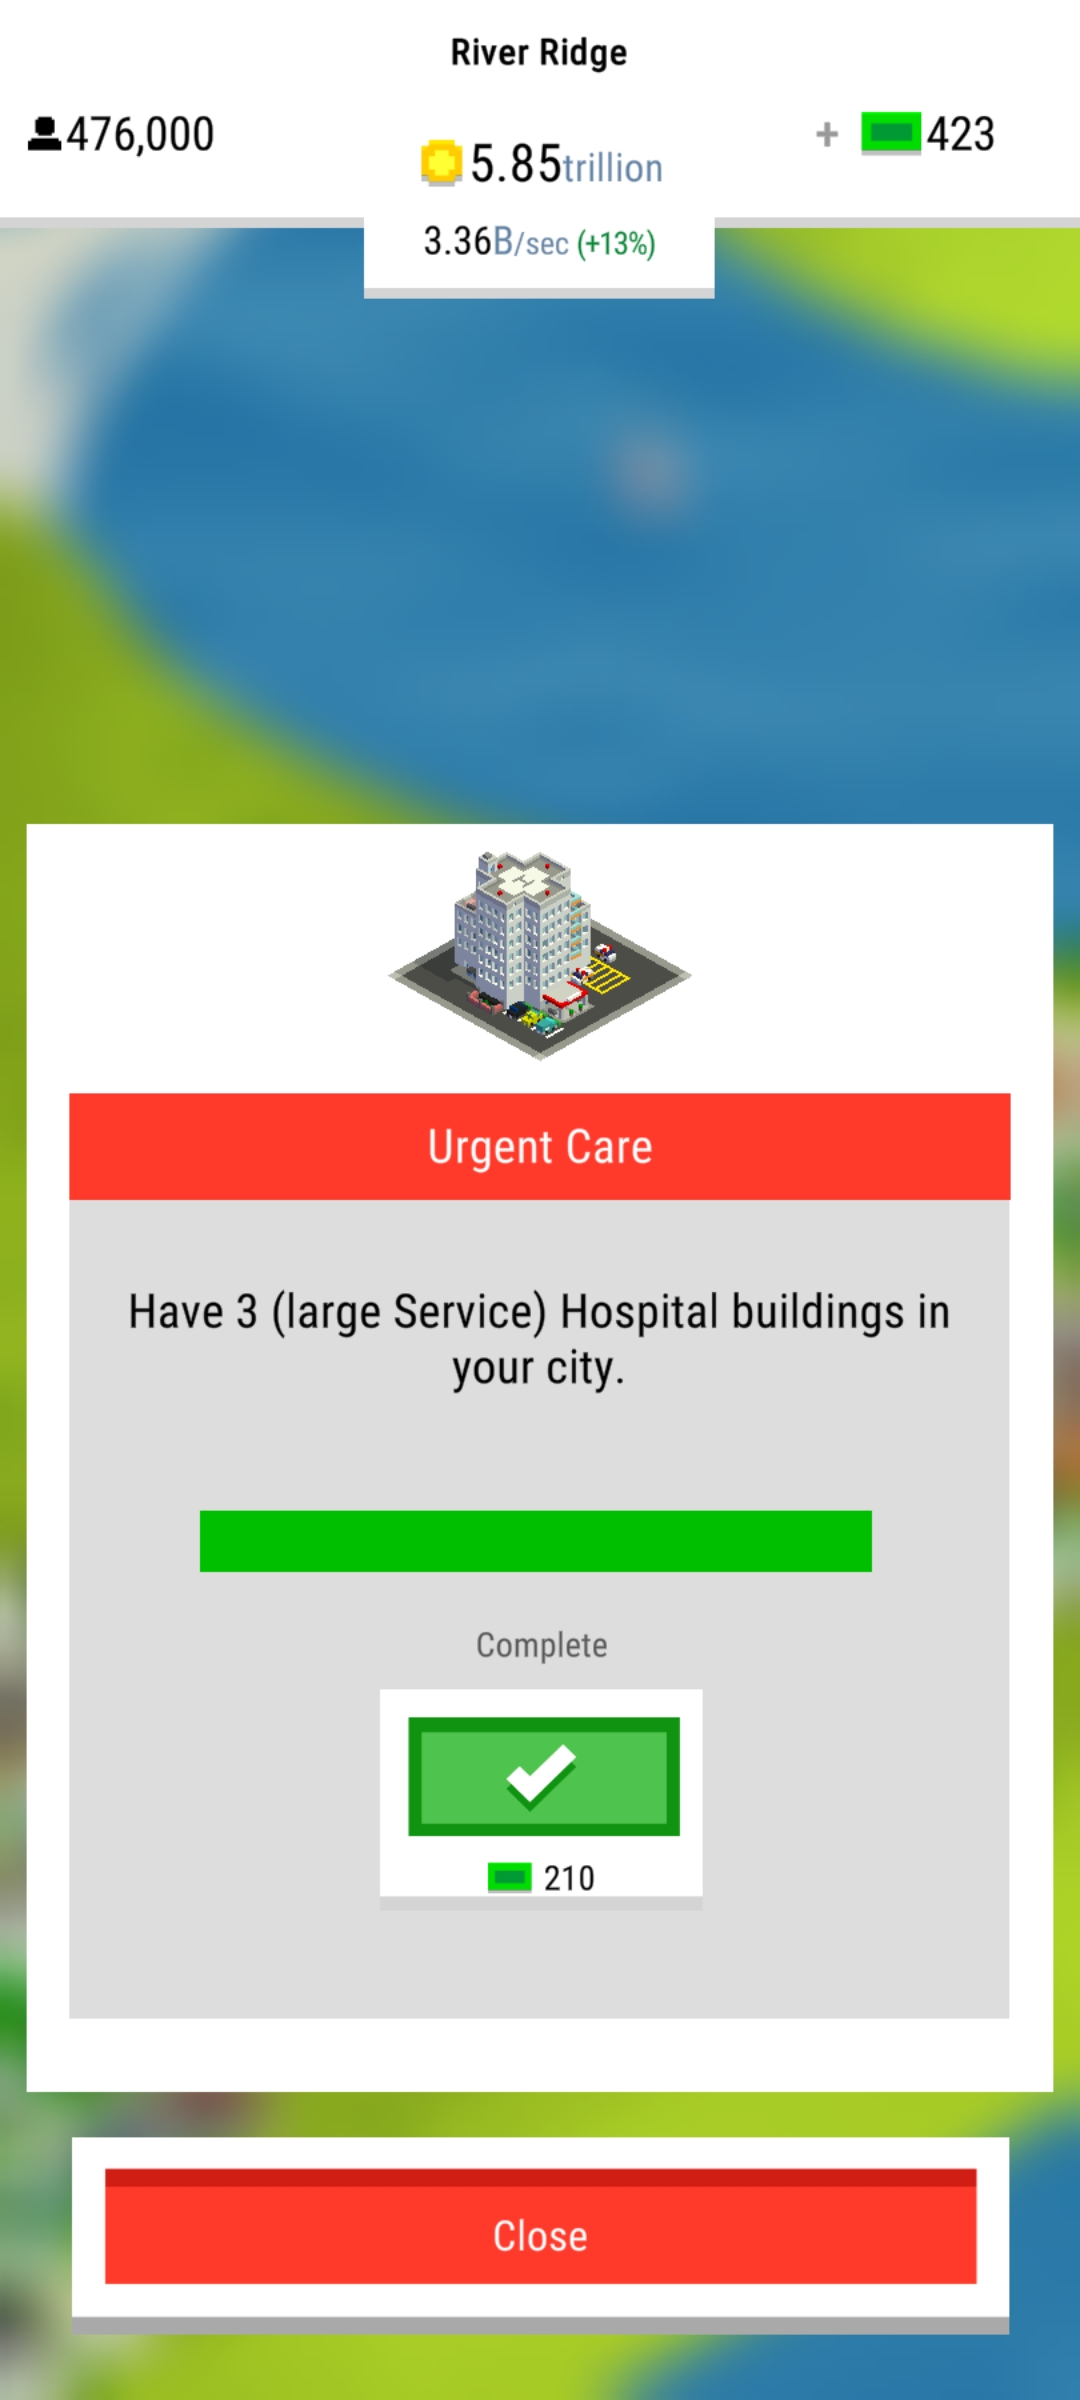 River Ridge
476,000
5.85trillion
+ 423
3.36B/sec (+13%)
Urgent Care
Have 3 (large Service) Hospital buildings in
your city.
Complete
210
Close